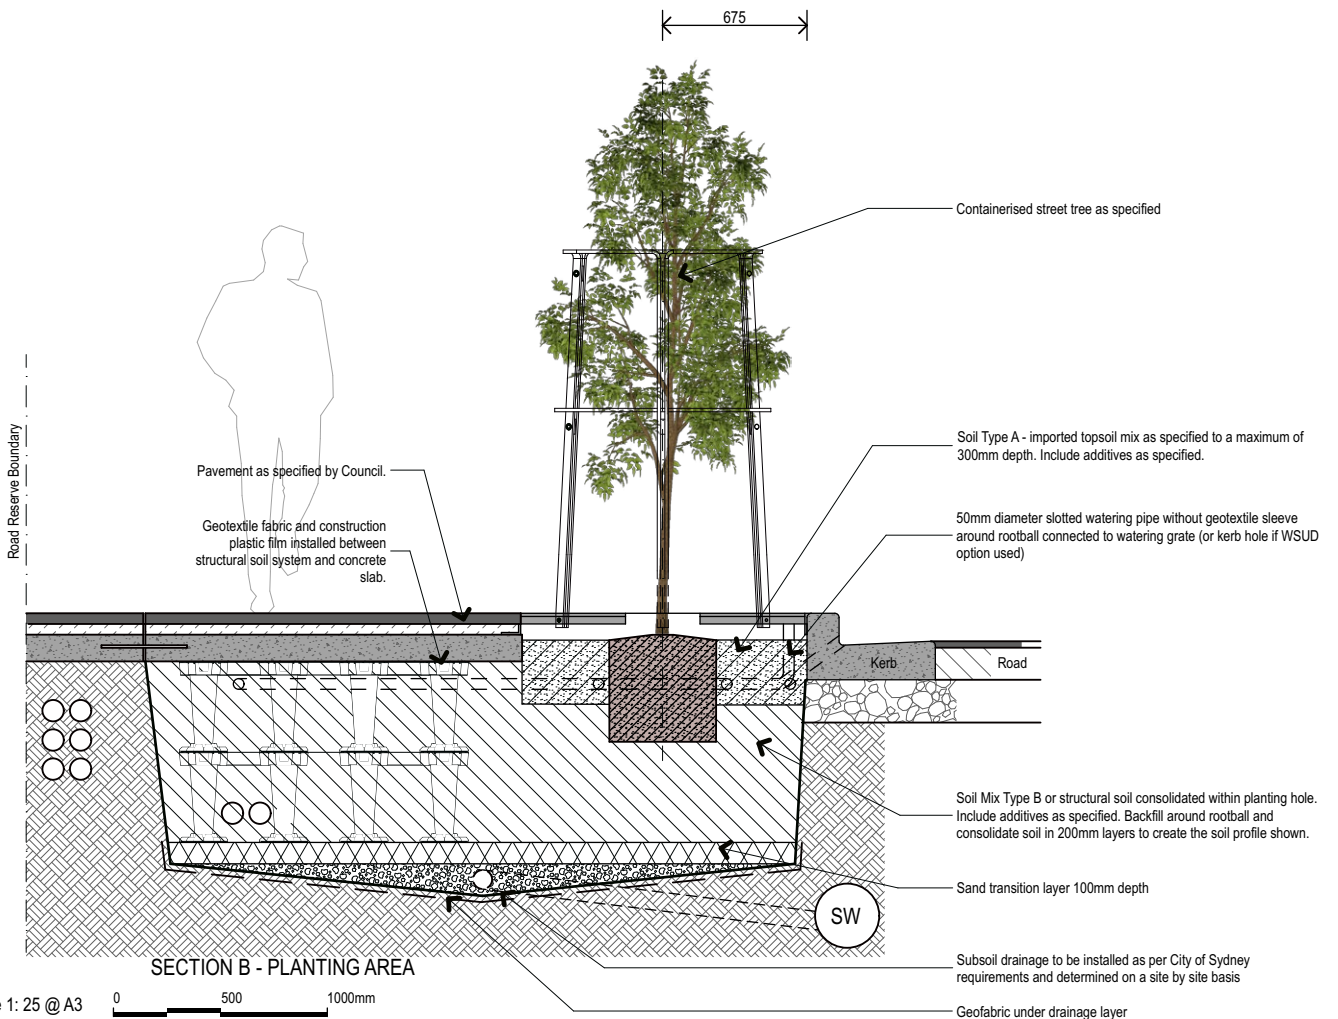 675
Containerised street tree as specified
Road Reserve Boundary
Soil Type A - imported topsoil mix as specified to a maximum of
300mm depth. Include additives as specified.
Pavement as specified by Council.
50mm diameter slotted watering pipe without geotextile sleeve
around rootball connected to watering grate (or kerb hole if WSUD
option used)
Geotextile fabric and construction
plastic film installed between
structural soil system and concrete
slab.
Kerb
Road
Soil Mix Type B or structural soil consolidated within planting hole.
Include additives as specified. Backfill around rootball and
consolidate soil in 200mm layers to create the soil profile shown.
Sand transition layer 100mm depth
SW
SECTION B - PLANTING AREA
Subsoil drainage to be installed as per City of Sydney
requirements and determined on a site by site basis
e 1: 25 @ A3
0 500 1000mm
Geofabric under drainage layer